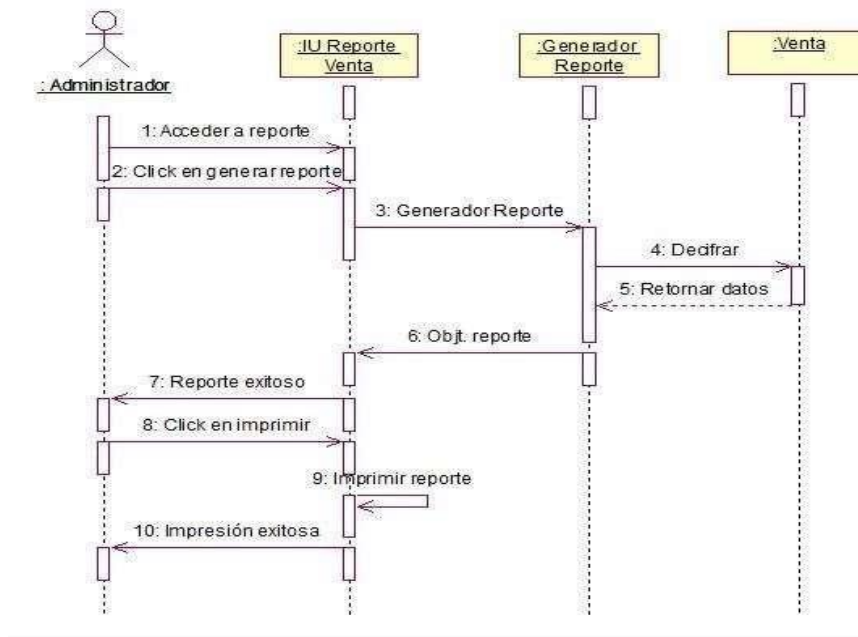 : Administrador
:IU Reporte
Venta
:Generador
Reporte
:Venta
1: Acceder a reporte
2: Click en generar reporte
3: Generador Reporte
4: Decifrar
5: Retornar datos
6: Objt. reporte
7: Reporte exitoso
8: Click en imprimir
9: Imprimir reporte
10: Impresión exitosa